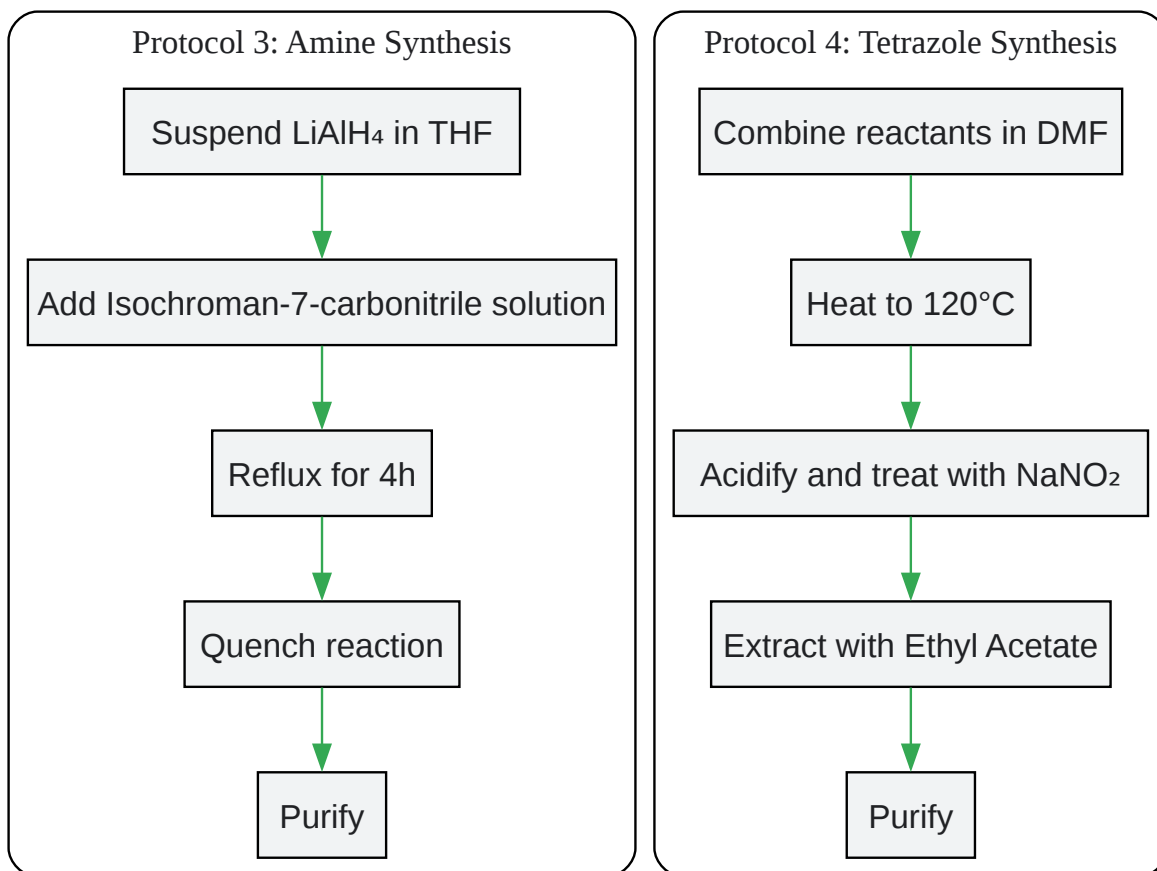 Protocol 3: Amine Synthesis
Suspend LiAlH₄ in THF
Add Isochroman-7-carbonitrile solution
Reflux for 4h
Quench reaction
Purify
Protocol 4: Tetrazole Synthesis
Combine reactants in DMF
Heat to 120°C
Acidify and treat with NaNO₂
Extract with Ethyl Acetate
Purify